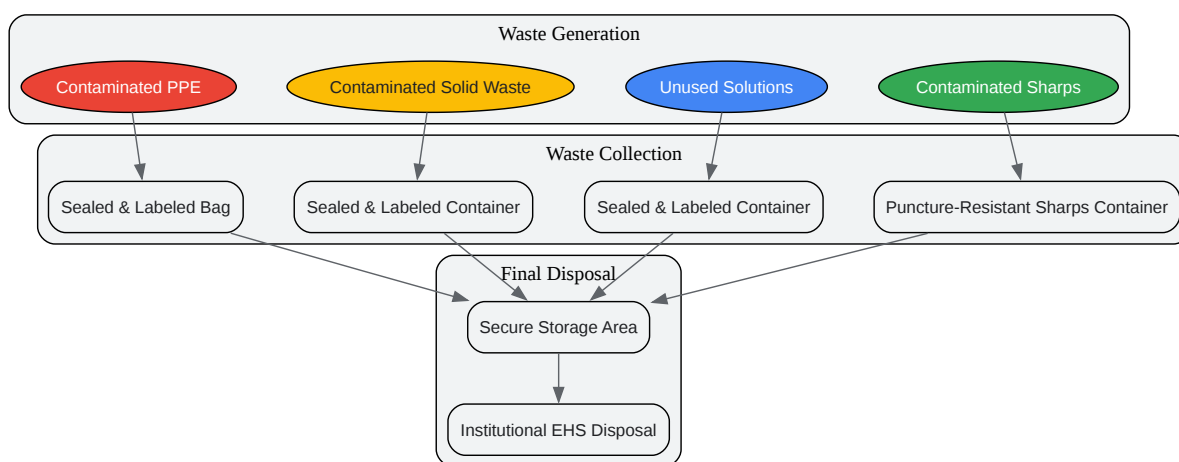 Waste Generation
Contaminated PPE
Contaminated Solid Waste
Unused Solutions
Contaminated Sharps
Waste Collection
Sealed & Labeled Bag
Sealed & Labeled Container
Sealed & Labeled Container
Puncture-Resistant Sharps Container
Final Disposal
Secure Storage Area
Institutional EHS Disposal